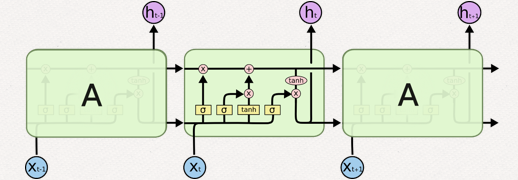 h t-1 h t h t+1
A × + tanh × × σ σ tanh σ A
x t-1 x t x t+1